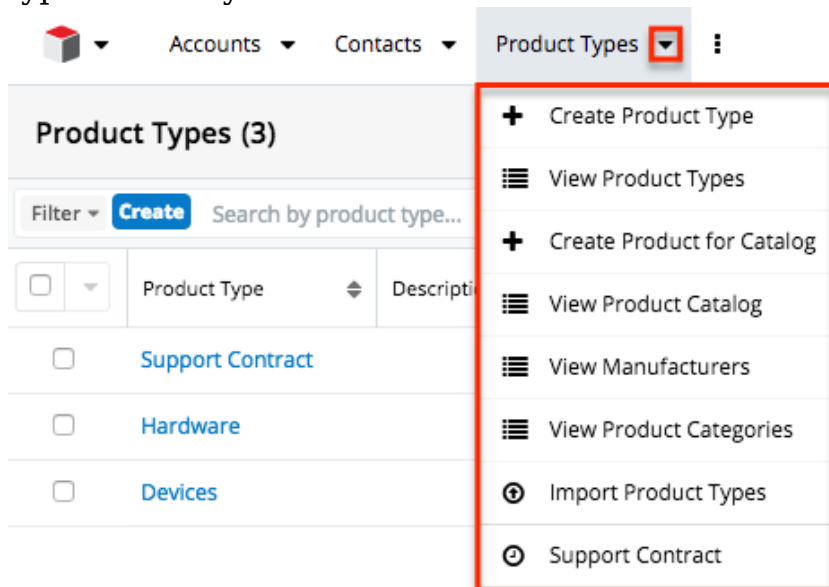 Accounts Contacts Product Types
Product Types (3)
Create Product Type
View Product Types
Filter Create Search by product type...
Create Product for Catalog
Product Type
View Product Catalog
Support Contract
View Manufacturers
Hardware
View Product Categories
Devices
Import Product Types
Support Contract